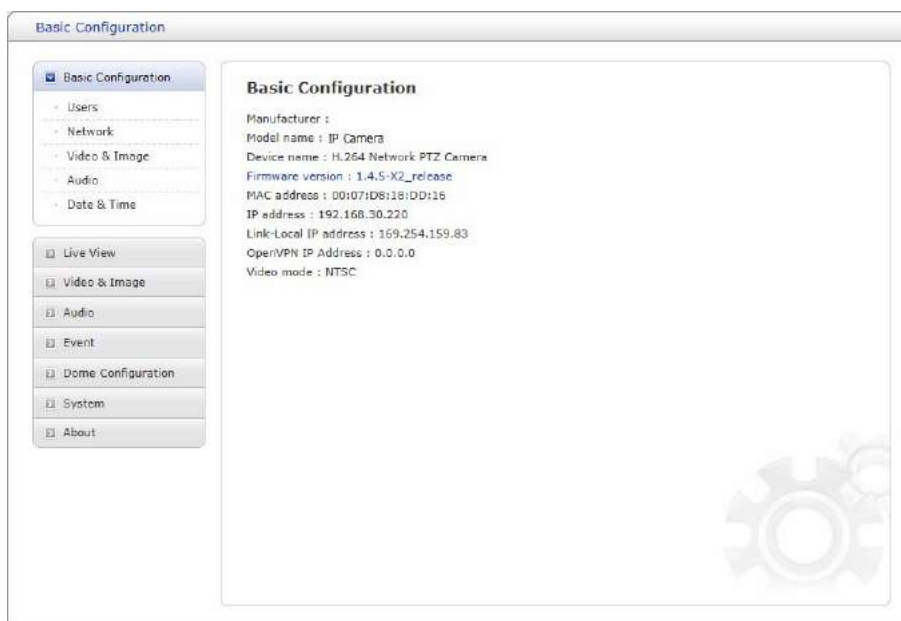 Basic Configuration
Basic Configuration
Users
Network
Video & Image
Audio
Date & Time
Live View
Video & Image
Audio
Event
Dome Configuration
System
About
Basic Configuration
Manufacturer :
Model name : IP Camera
Device name : H.264 Network PTZ Camera
Firmware version : 1.4.5-X2_release
MAC address : 00:07:D8:18:DD:16
IP address : 192.168.30.220
Link-Local IP address : 169.254.159.83
OpenVPN IP Address : 0.0.0.0
Video mode : NTSC